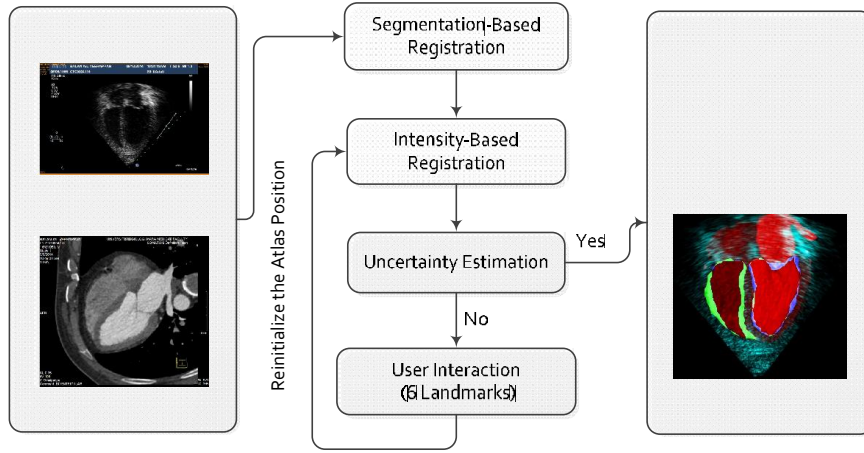 Segmentation-Based
Registration
Intensity-Based
Registration
Reinitialize the Atlas Position
Uncertainty Estimation
Yes
No
User Interaction
(6 Landmarks)